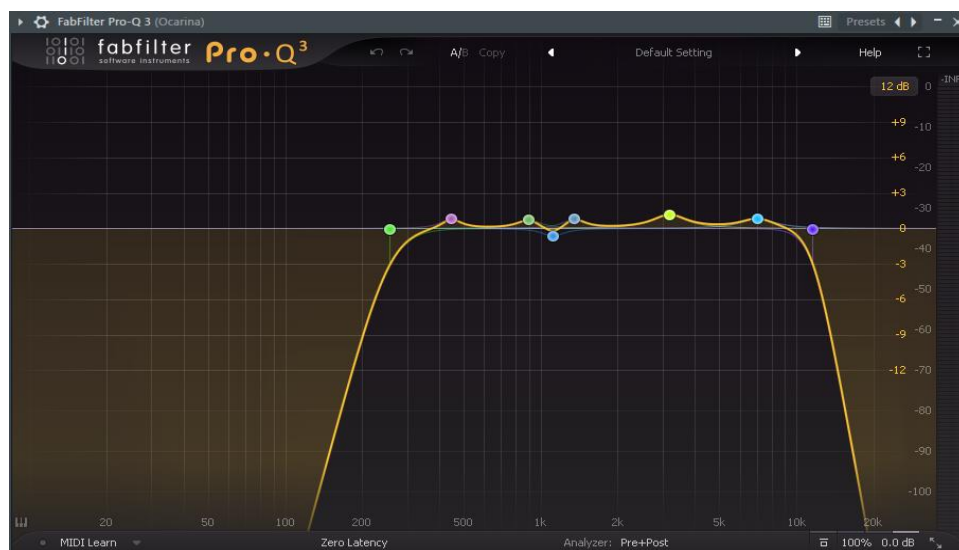 FabFilter Pro-Q 3 (Ocarina) Presets
fabfilter Pro·Q³ A/B Copy Default Setting Help
software instruments
12 dB 0 -INF
+9 -10
+6 -20
+3 -30
0 -40
-3 -50
-6 -60
-9
-12 -70
-80
-90
-100
20 50 100 200 500 1k 2k 5k 10k 20k
MIDI Learn Zero Latency Analyzer: Pre+Post 100% 0.0 dB